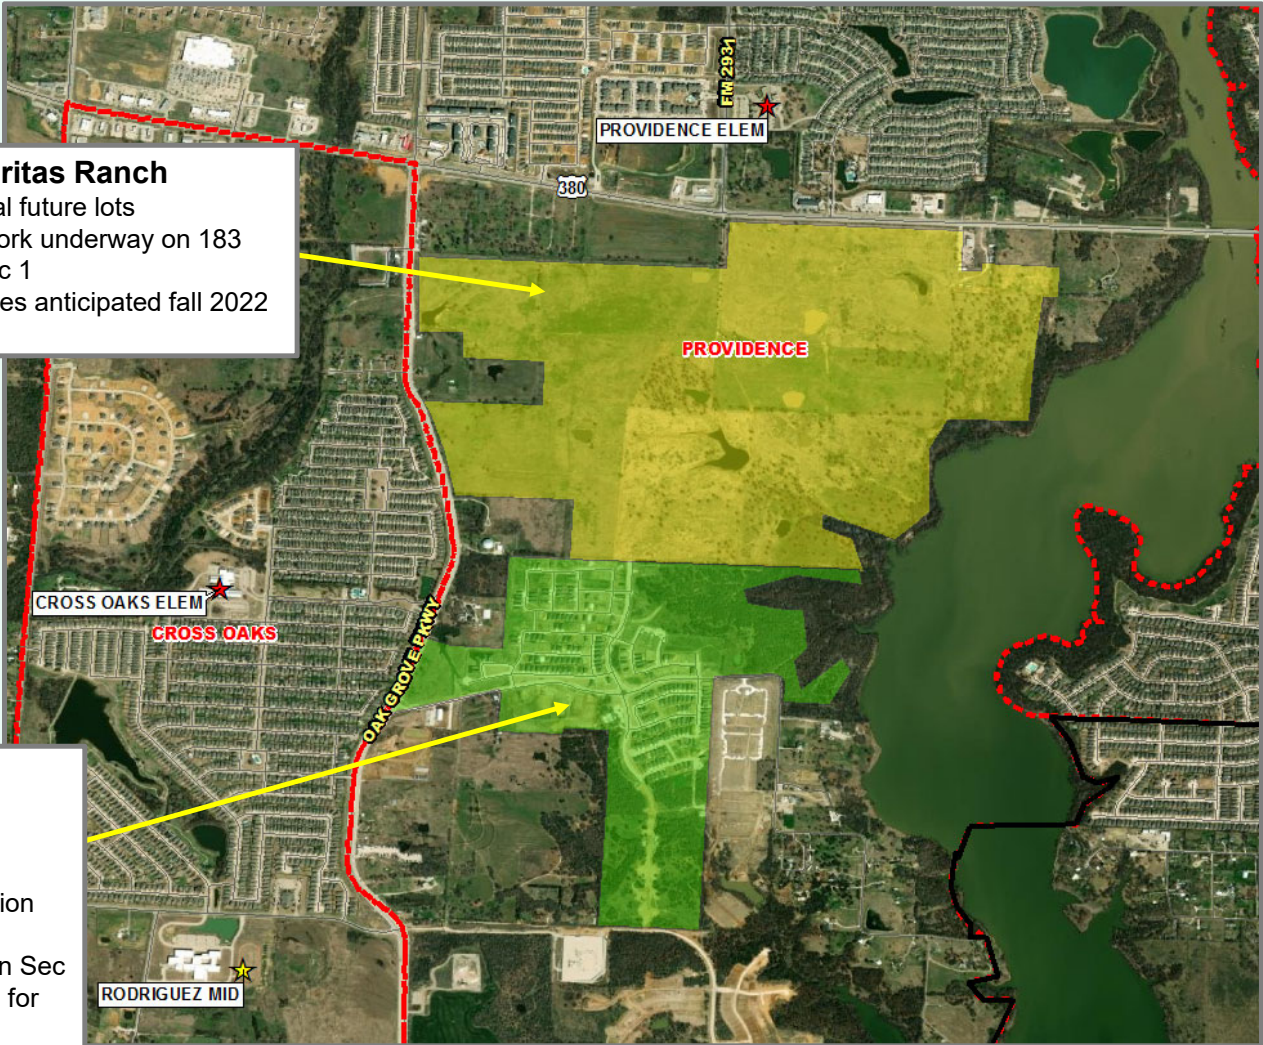 FM 2931
PROVIDENCE ELEM
380
ritas Ranch
al future lots
ork underway on 183
c 1
es anticipated fall 2022
PROVIDENCE
CROSS OAKS ELEM
CROSS OAKS
OAK GROVE PKWY
ion
n Sec
for
RODRIGUEZ MID